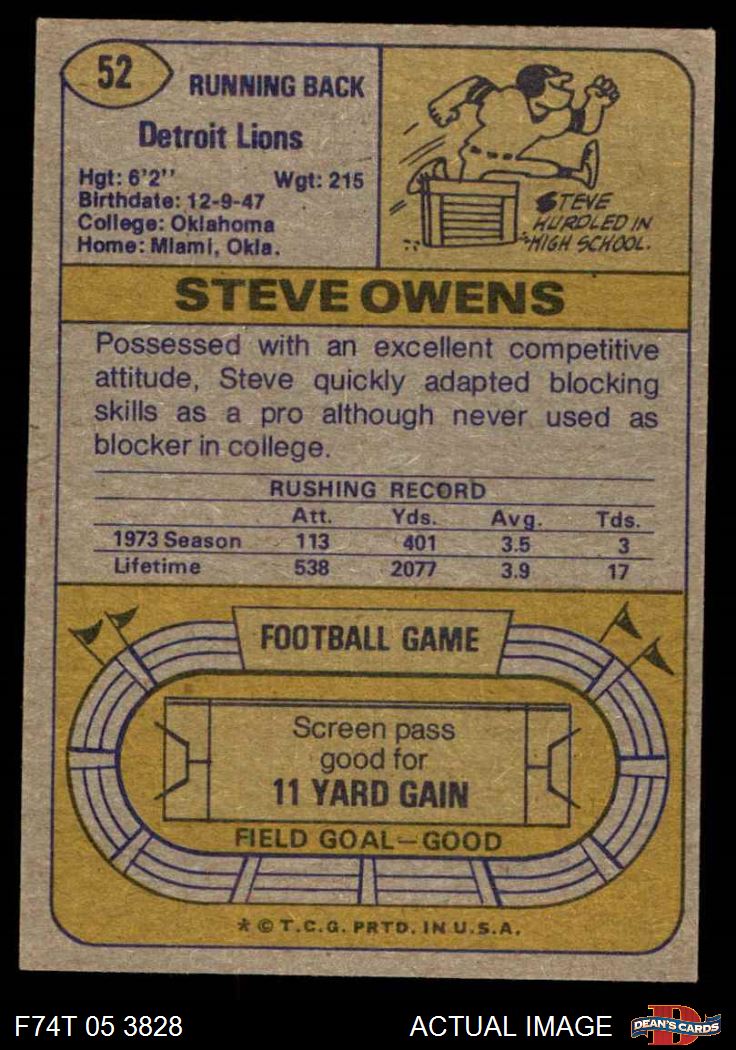 52
RUNNING BACK
Detroit Lions
Hgt: 6'2'' Wgt: 215
Birthdate: 12-9-47
College: Oklahoma
Home: Miami, Okla.
STEVE
HURDLED IN
HIGH SCHOOL.
STEVE OWENS
Possessed with an excellent competitive
attitude, Steve quickly adapted blocking
skills as a pro although never used as
blocker in college.
RUSHING RECORD
Att. Yds. Avg. Tds.
1973 Season 113 401 3.5 3
Lifetime 538 2077 3.9 17
FOOTBALL GAME
Screen pass
good for
11 YARD GAIN
FIELD GOAL—GOOD
* © T.C.G. PRTD. IN U.S.A.
F74T 05 3828 ACTUAL IMAGE
D
DEAN'S CARDS